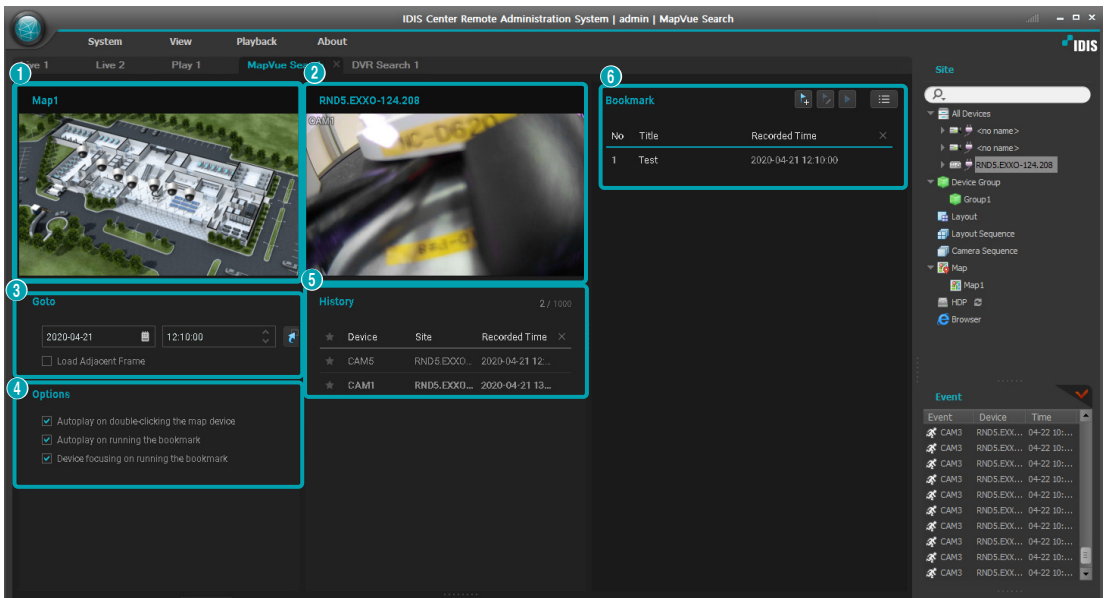 IDIS Center Remote Administration System | admin | MapVue Search
System View Playback About
IDIS
Live 2 Play 1 MapVue Sea DVR Search 1
1
2
6
Map1
RND5.EXXO-124.208
CAM1
NC-D620
3
Goto
2020-04-21 12:10:00
Load Adjacent Frame
4
Options
Autoplay on double-clicking the map device
Autoplay on running the bookmark
Device focusing on running the bookmark
5
History 2 / 1000
Device Site Recorded Time
CAM5 RND5.EXXO... 2020-04-21 12:...
CAM1 RND5.EXXO... 2020-04-21 13...
Bookmark
No Title Recorded Time
1 Test 2020-04-21 12:10:00
Site
All Devices
<no name>
<no name>
RND5.EXXO-124.208
Device Group
Group1
Layout
Layout Sequence
Camera Sequence
Map
Map1
HDP
Browser
Event
Event Device Time
CAM3 RND5.EXX... 04-22 10:...
CAM3 RND5.EXX... 04-22 10:...
CAM3 RND5.EXX... 04-22 10:...
CAM3 RND5.EXX... 04-22 10:...
CAM3 RND5.EXX... 04-22 10:...
CAM3 RND5.EXX... 04-22 10:...
CAM3 RND5.EXX... 04-22 10:...
CAM3 RND5.EXX... 04-22 10:...
CAM3 RND5.EXX... 04-22 10:...
CAM3 RND5.EXX... 04-22 10:...